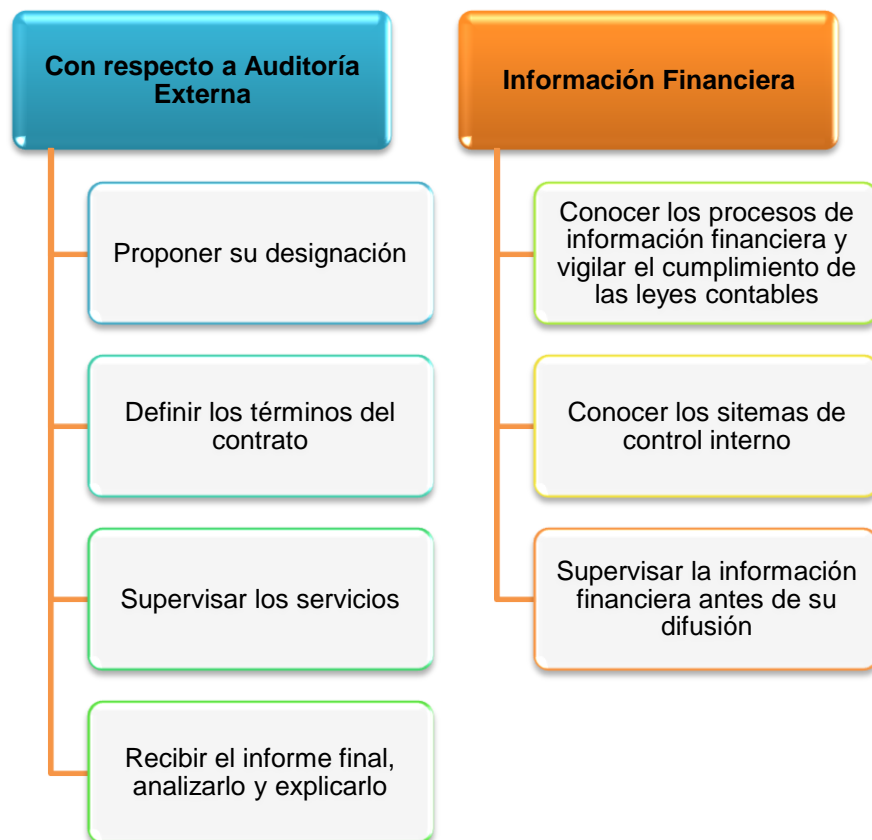 Con respecto a Auditoría
Externa
Proponer su designación
Definir los términos del
contrato
Supervisar los servicios
Recibir el informe final,
analizarlo y explicarlo
Información Financiera
Conocer los procesos de
información financiera y
vigilar el cumplimiento de
las leyes contables
Conocer los sitemas de
control interno
Supervisar la información
financiera antes de su
difusión